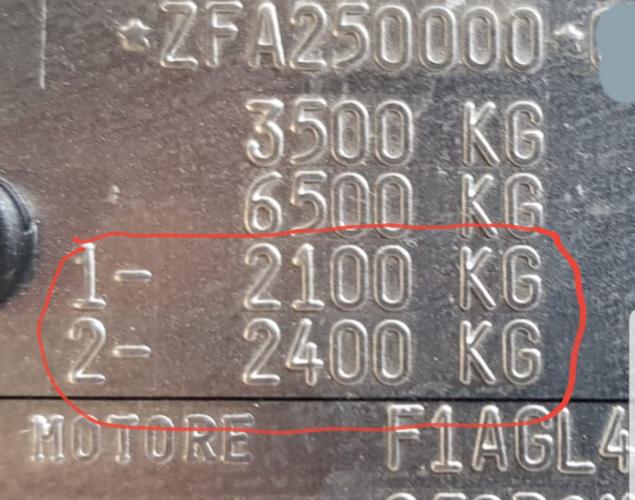 *ZFA250000*
3500 KG
6500 KG
1- 2100 KG
2- 2400 KG
MOTORE F1AGL4